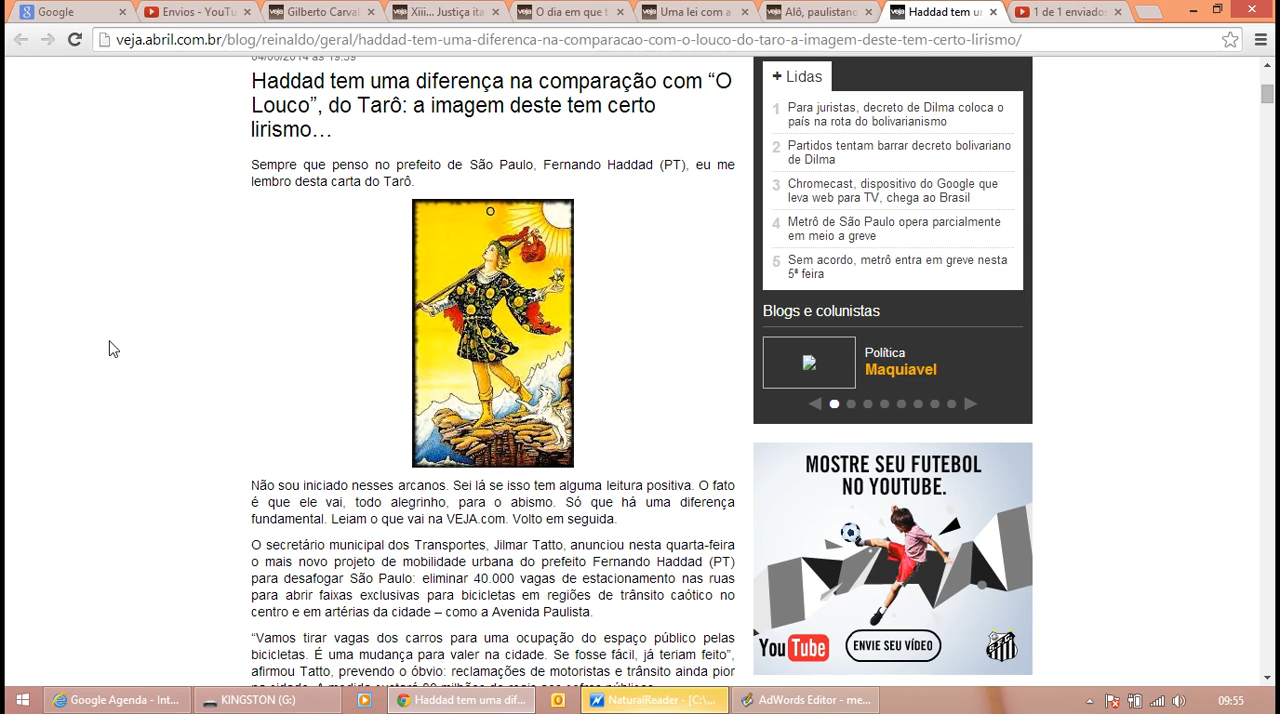 Google
Envios - YouTu
Gilberto Carval
Xiii... Justiça ita
O dia em que t
Uma lei com a
Alô, paulistano
Haddad tem u
1 de 1 enviados
veja.abril.com.br/blog/reinaldo/geral/haddad-tem-uma-diferenca-na-comparacao-com-o-louco-do-taro-a-imagem-deste-tem-certo-lirismo/
04/06/2014 às 19:59
Haddad tem uma diferença na comparação com “O
Louco”, do Tarô: a imagem deste tem certo
lirismo…
Sempre que penso no prefeito de São Paulo, Fernando Haddad (PT), eu me
lembro desta carta do Tarô.
O
Não sou iniciado nesses arcanos. Sei lá se isso tem alguma leitura positiva. O fato
é que ele vai, todo alegrinho, para o abismo. Só que há uma diferença
fundamental. Leiam o que vai na VEJA.com. Volto em seguida.
O secretário municipal dos Transportes, Jilmar Tatto, anunciou nesta quarta-feira
o mais novo projeto de mobilidade urbana do prefeito Fernando Haddad (PT)
para desafogar São Paulo: eliminar 40.000 vagas de estacionamento nas ruas
para abrir faixas exclusivas para bicicletas em regiões de trânsito caótico no
centro e em artérias da cidade – como a Avenida Paulista.
“Vamos tirar vagas dos carros para uma ocupação do espaço público pelas
bicicletas. É uma mudança para valer na cidade. Se fosse fácil, já teriam feito”,
afirmou Tatto, prevendo o óbvio: reclamações de motoristas e trânsito ainda pior
+ Lidas
1 Para juristas, decreto de Dilma coloca o
país na rota do bolivarianismo
2 Partidos tentam barrar decreto bolivariano
de Dilma
3 Chromecast, dispositivo do Google que
leva web para TV, chega ao Brasil
4 Metrô de São Paulo opera parcialmente
em meio a greve
5 Sem acordo, metrô entra em greve nesta
5ª feira
Blogs e colunistas
Política
Maquiavel
MOSTRE SEU FUTEBOL
NO YOUTUBE.
YouTube
ENVIE SEU VÍDEO
Google Agenda - Int...
KINGSTON (G:)
Haddad tem uma dif...
NaturalReader - [C:\...
AdWords Editor - me...
09:55